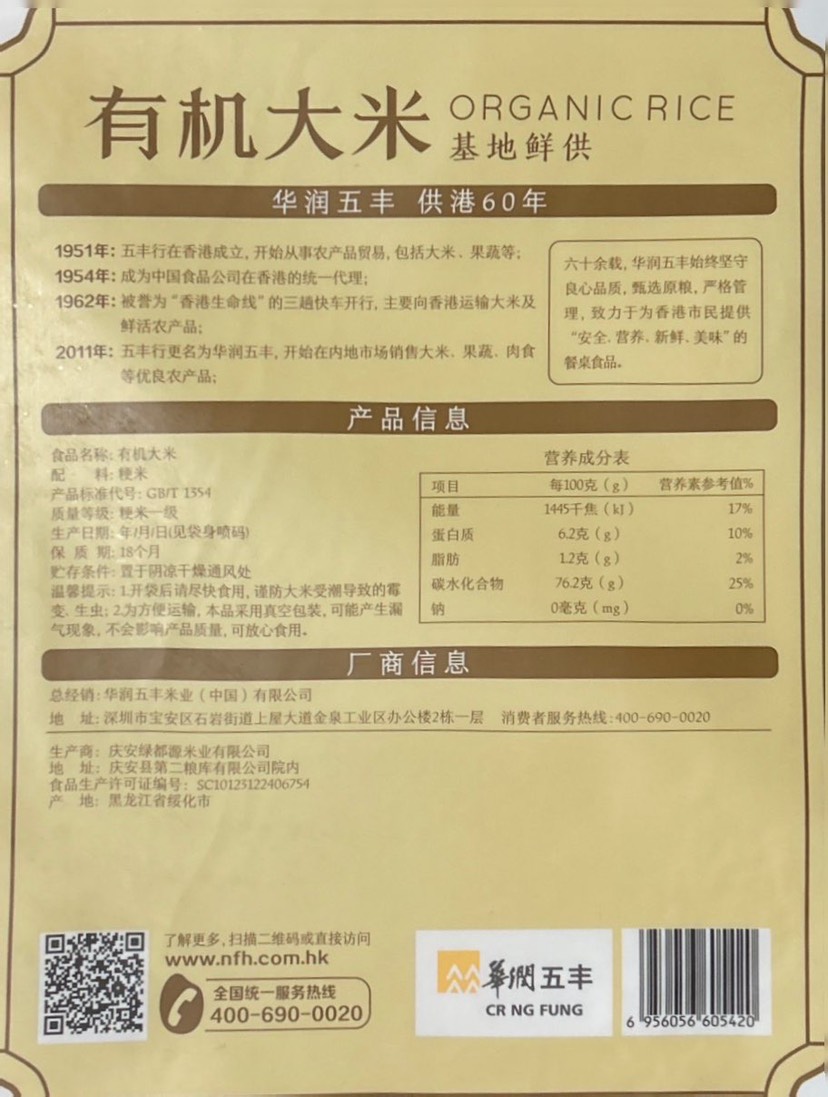 有机大米 ORGANIC RICE
基地鲜供
华润五丰 供港60年
1951年: 五丰行在香港成立, 开始从事农产品贸易, 包括大米、果蔬等;
1954年: 成为中国食品公司在香港的统一代理;
1962年: 被誉为“香港生命线”的三趟快车开行, 主要向香港运输大米及
鲜活农产品;
2011年: 五丰行更名为华润五丰, 开始在内地市场销售大米、果蔬、肉食
等优良农产品;
六十余载, 华润五丰始终坚守
良心品质, 甄选原粮, 严格管
理, 致力于为香港市民提供
“安全、营养、新鲜、美味”的
餐桌食品。
产品信息
食品名称: 有机大米
配 料: 粳米
产品标准代号: GB/T 1354
质量等级: 粳米一级
生产日期: 年/月/日(见袋身喷码)
保 质 期: 18个月
贮存条件: 置于阴凉干燥通风处
温馨提示: 1.开袋后请尽快食用, 谨防大米受潮导致的霉
变、生虫; 2.为方便运输, 本品采用真空包装, 可能产生漏
气现象, 不会影响产品质量, 可放心食用。
营养成分表
项目 每100克（g） 营养素参考值%
能量 1445千焦（kJ） 17%
蛋白质 6.2克（g） 10%
脂肪 1.2克（g） 2%
碳水化合物 76.2克（g） 25%
钠 0毫克（mg） 0%
厂商信息
总经销: 华润五丰米业（中国）有限公司
地 址: 深圳市宝安区石岩街道上屋大道金泉工业区办公楼2栋一层 消费者服务热线: 400-690-0020
生产商: 庆安绿都源米业有限公司
地 址: 庆安县第二粮库有限公司院内
食品生产许可证编号: SC10123122406754
产 地: 黑龙江省绥化市
了解更多, 扫描二维码或直接访问
www.nfh.com.hk
全国统一服务热线
400-690-0020
華潤五丰
CR NG FUNG
6 956056 605420